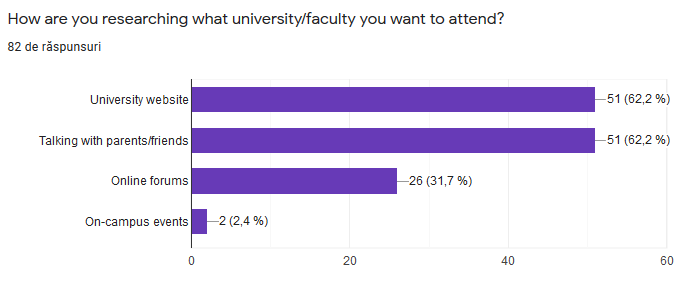 How are you researching what university/faculty you want to attend?
82 de răspunsuri
University website 51 (62,2 %)
Talking with parents/friends 51 (62,2 %)
Online forums 26 (31,7 %)
On-campus events 2 (2,4 %)
0 20 40 60